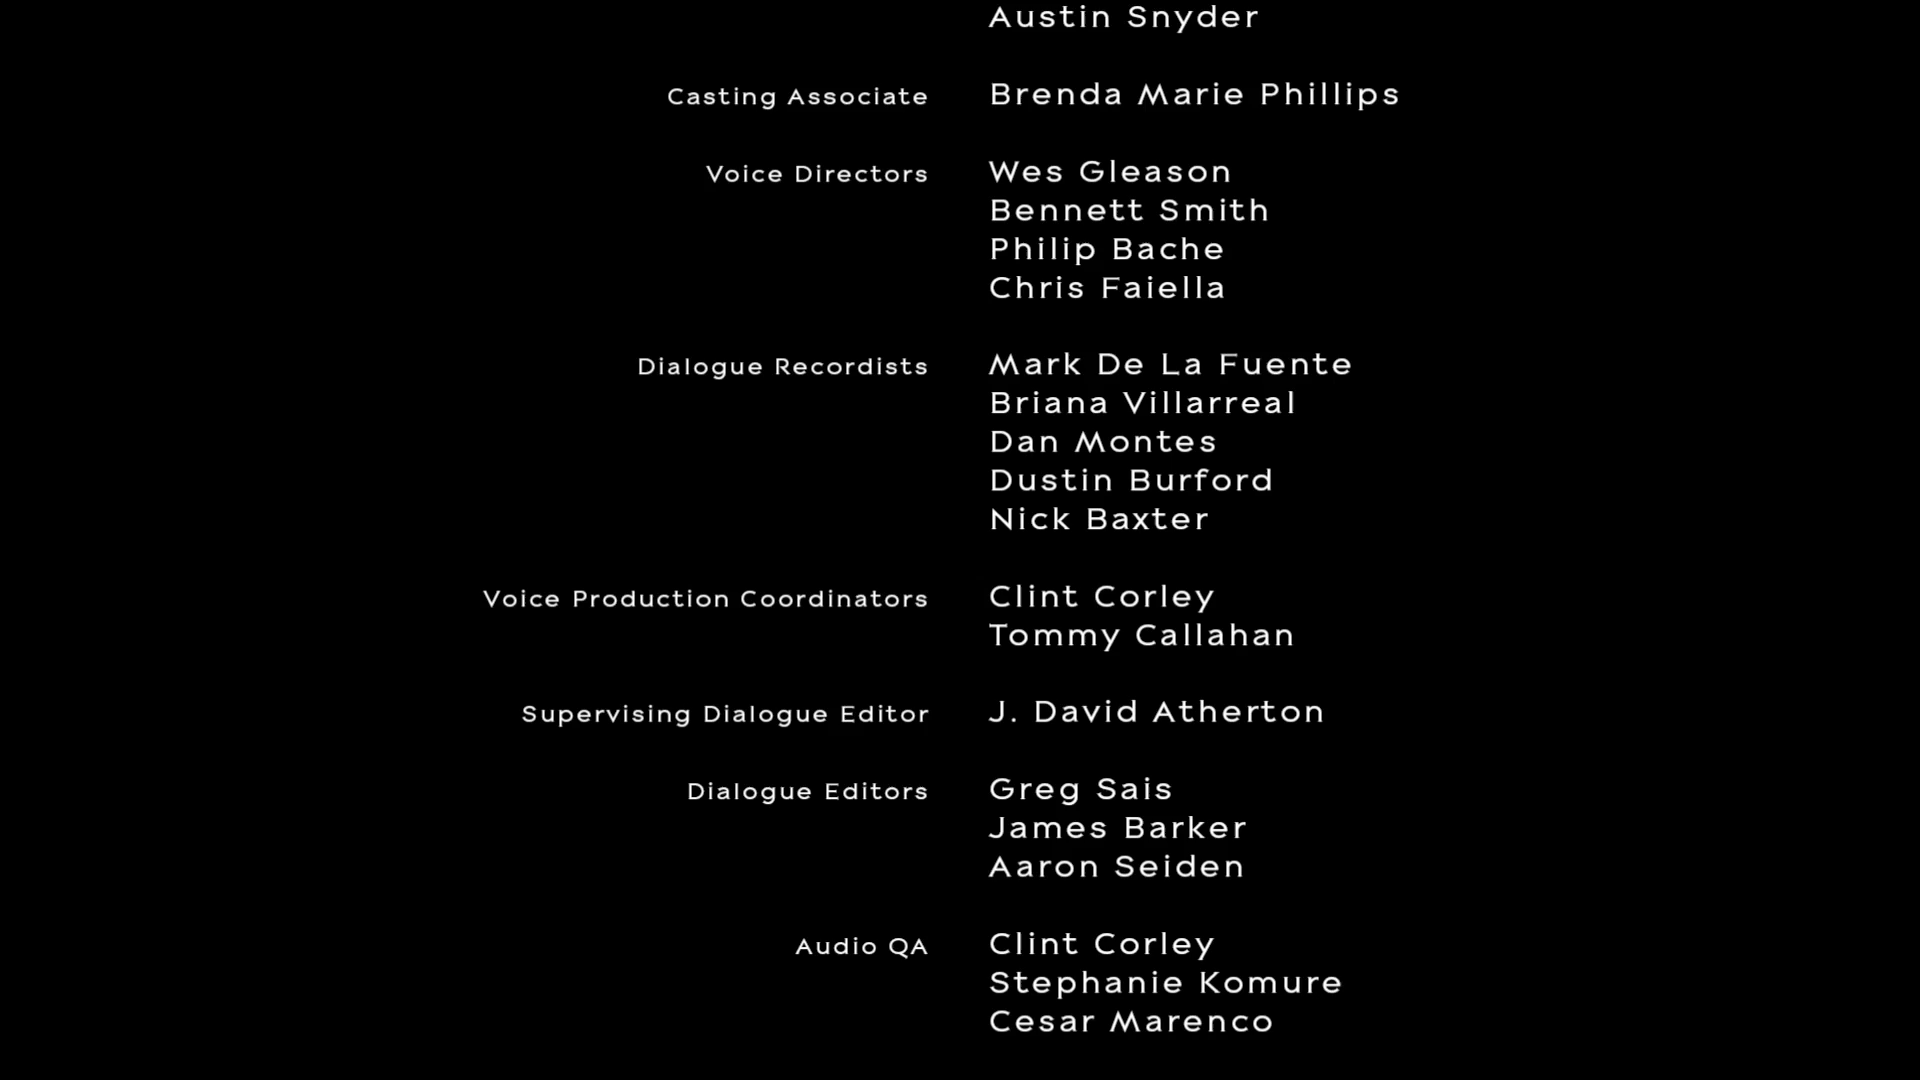 Austin Snyder
Casting Associate Brenda Marie Phillips
Voice Directors Wes Gleason
Bennett Smith
Philip Bache
Chris Faiella
Dialogue Recordists Mark De La Fuente
Briana Villarreal
Dan Montes
Dustin Burford
Nick Baxter
Voice Production Coordinators Clint Corley
Tommy Callahan
Supervising Dialogue Editor J. David Atherton
Dialogue Editors Greg Sais
James Barker
Aaron Seiden
Audio QA Clint Corley
Stephanie Komure
Cesar Marenco